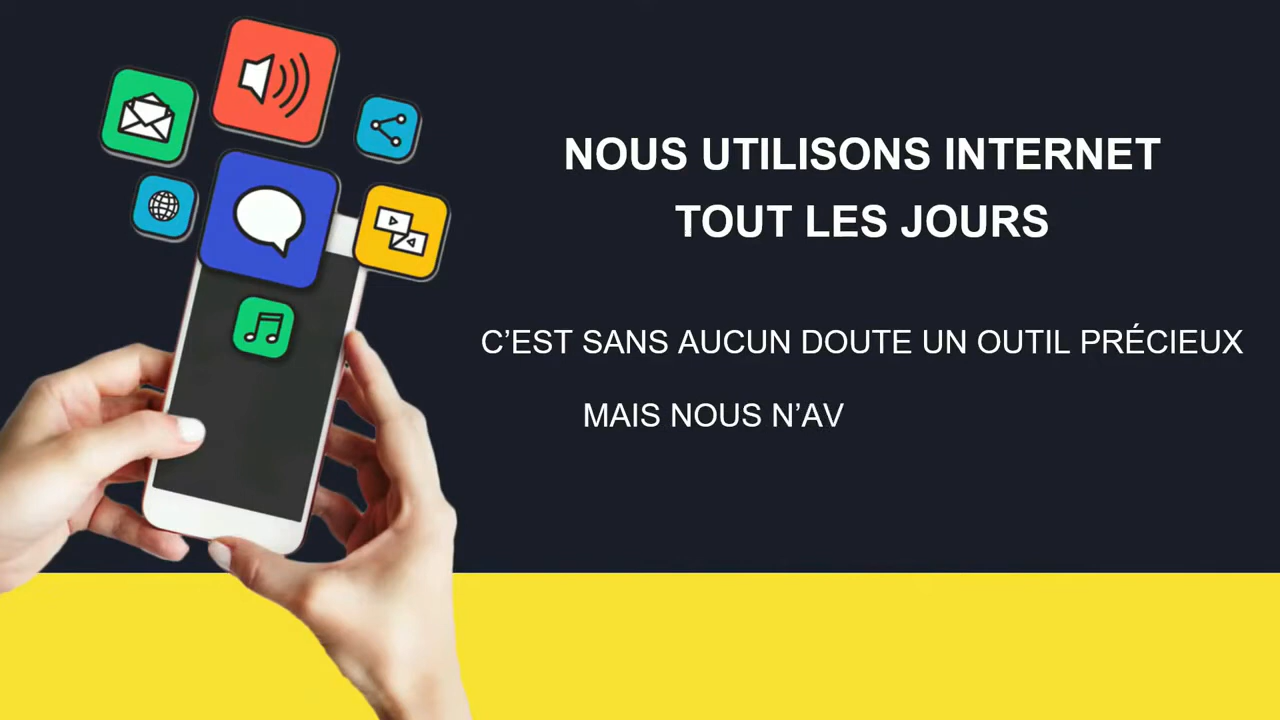 NOUS UTILISONS INTERNET
TOUT LES JOURS
C’EST SANS AUCUN DOUTE UN OUTIL PRÉCIEUX
MAIS NOUS N’AV